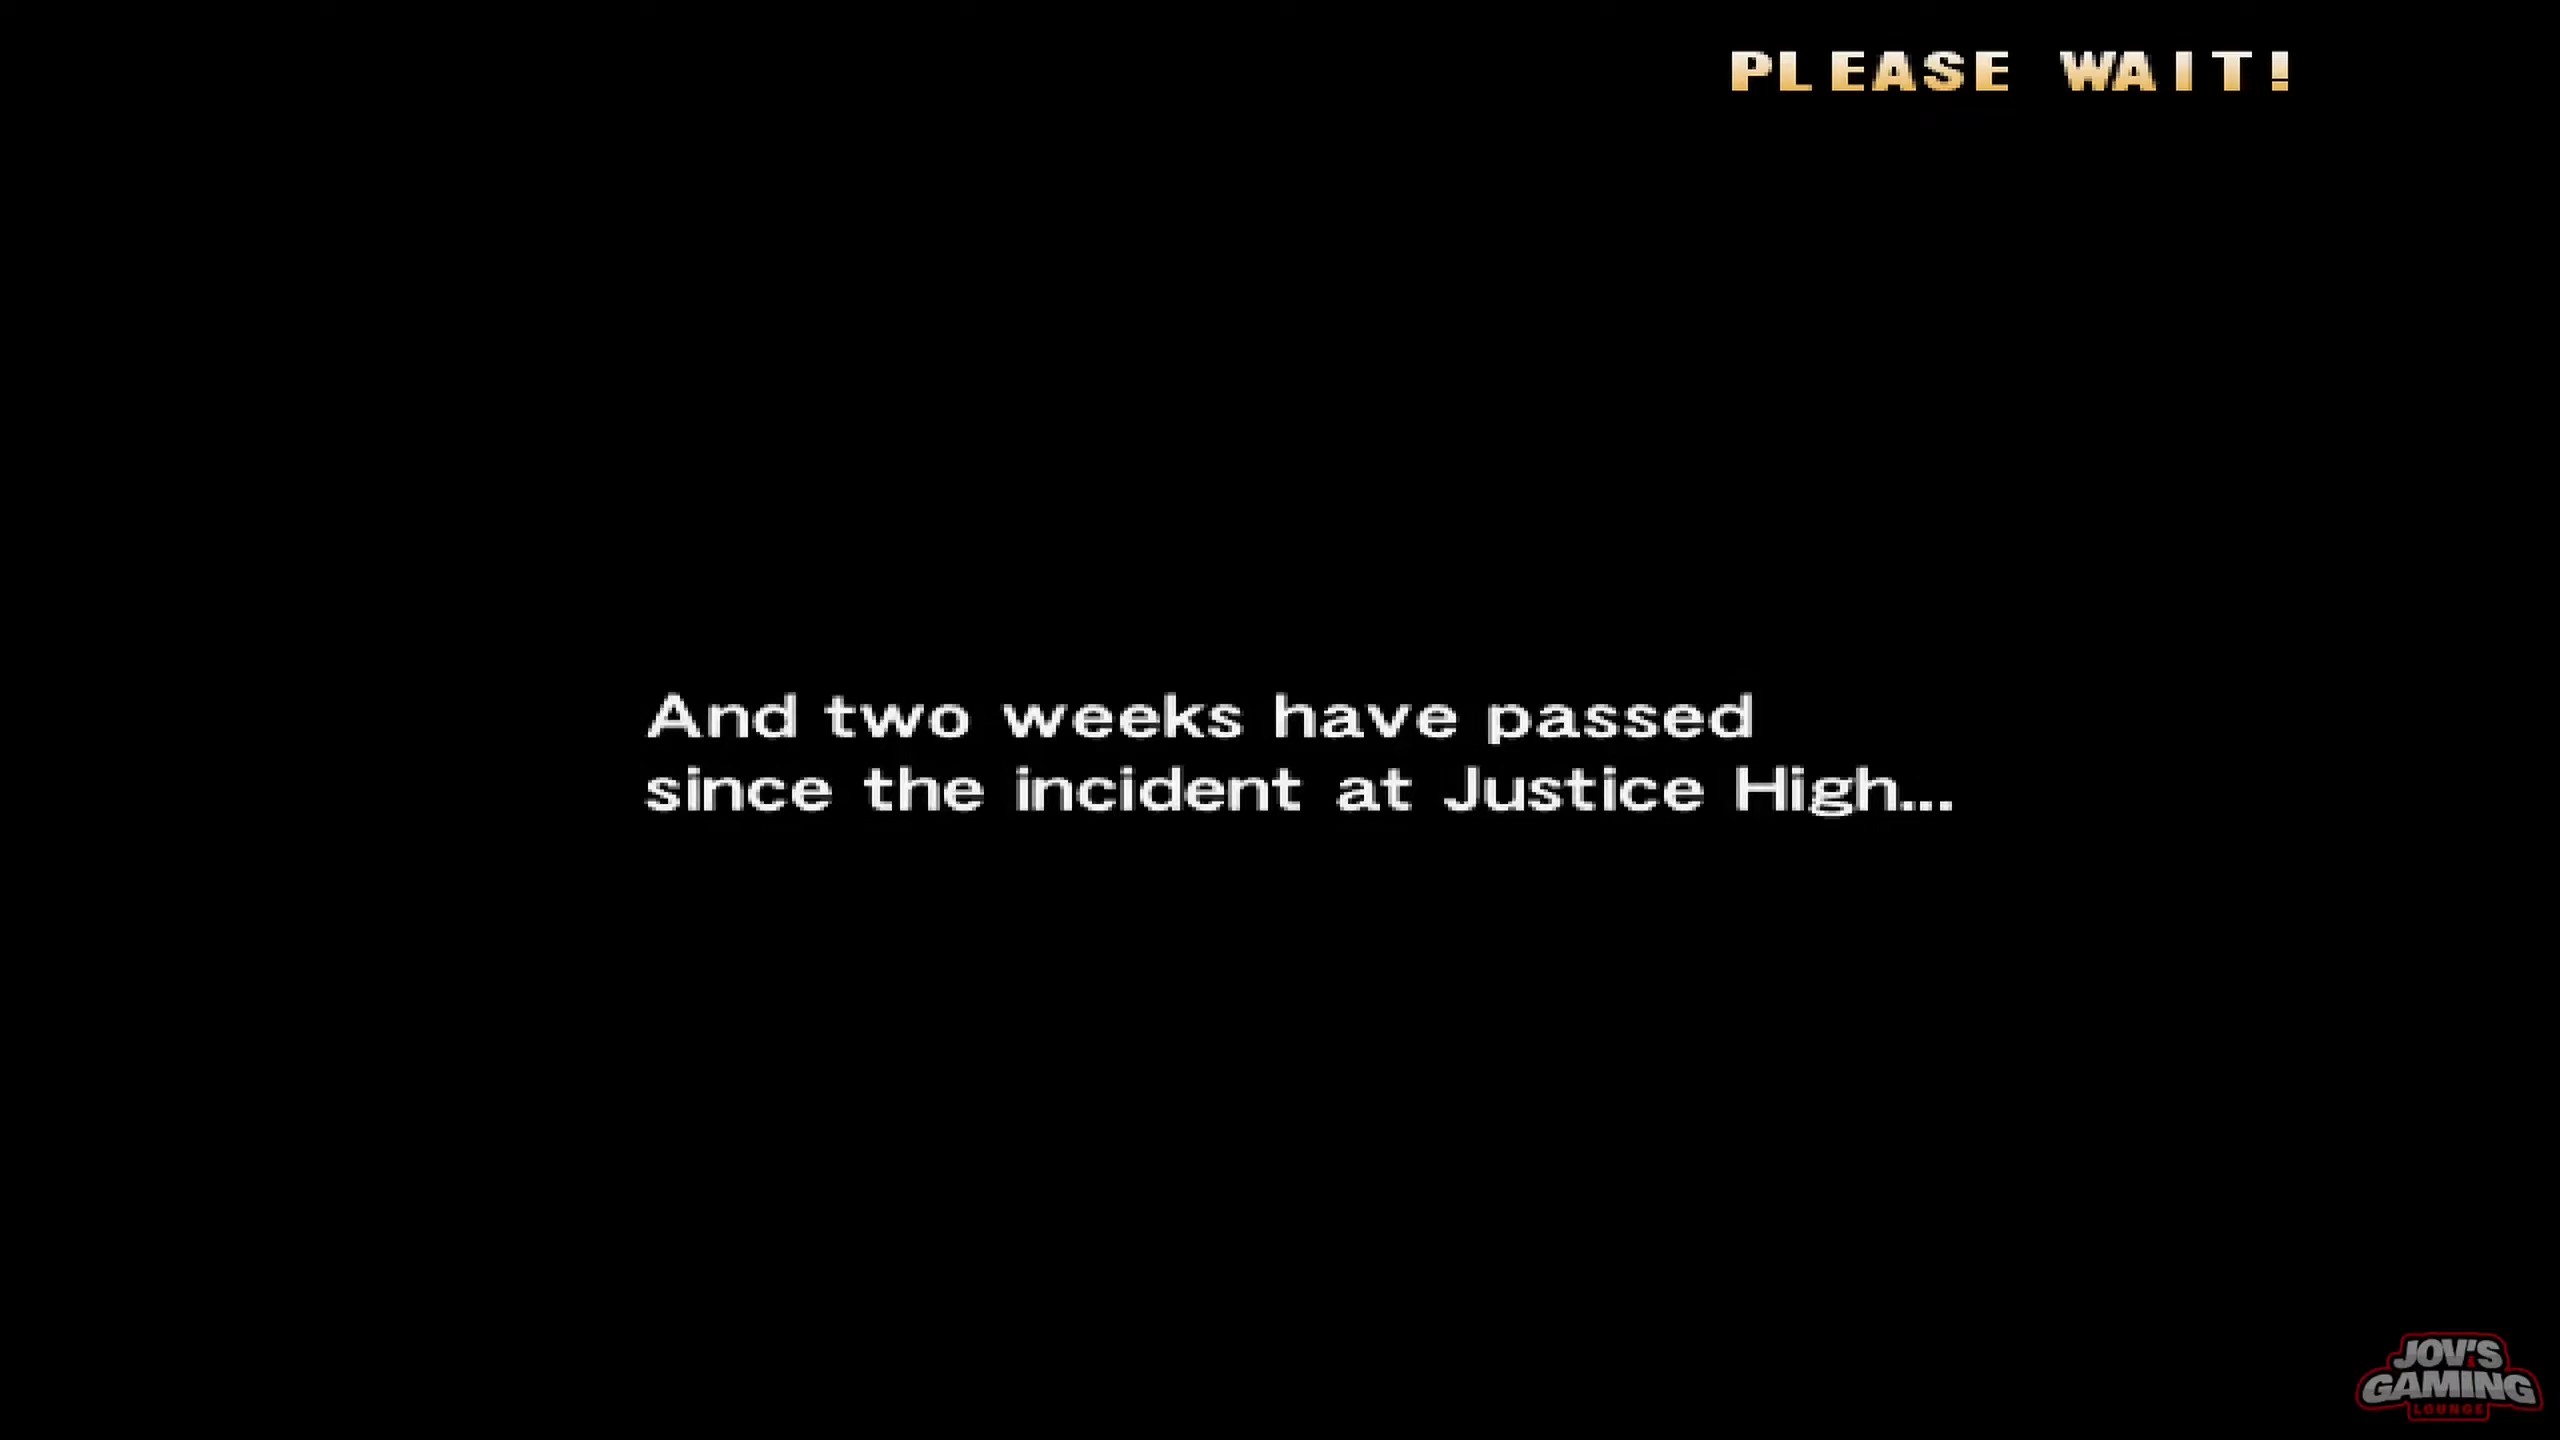 PLEASE WAIT!
And two weeks have passed
since the incident at Justice High...
JOV'S
GAMING
LOUNGE